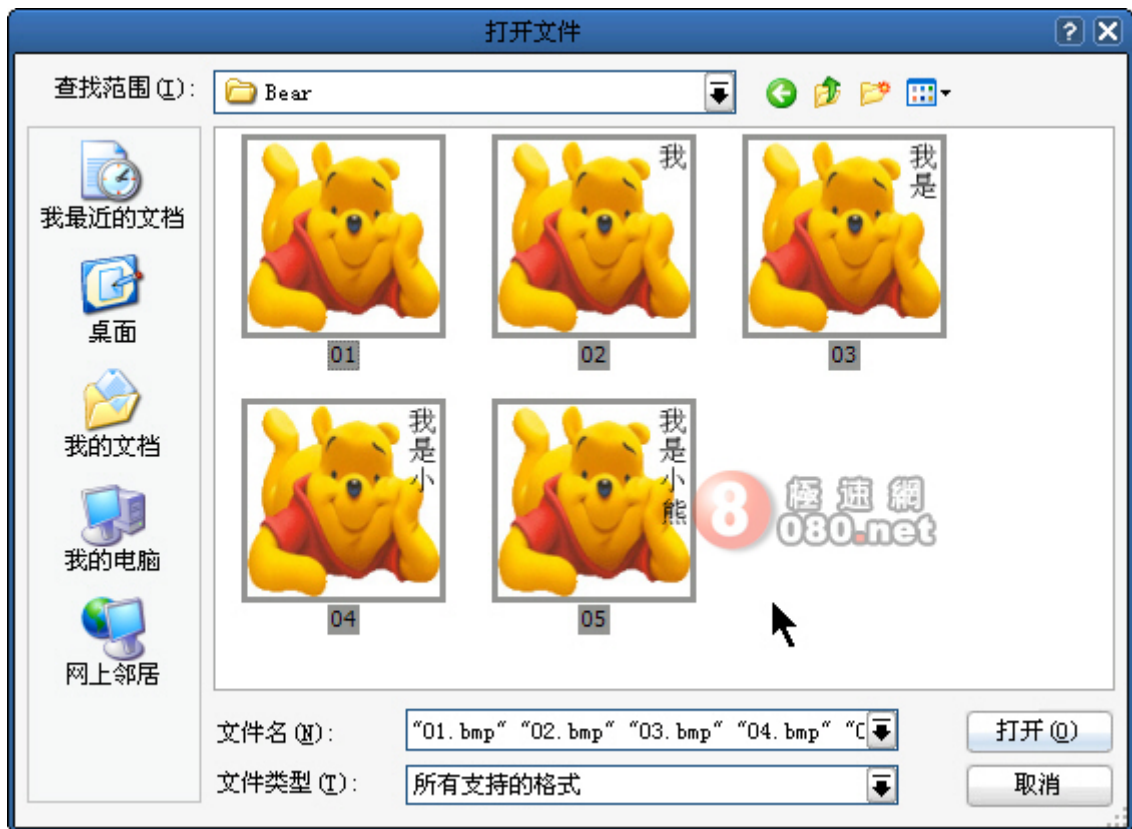 打开文件
查找范围(I):
Bear
我最近的文档
桌面
我的文档
我的电脑
网上邻居
01
我
02
我是
03
我是小
04
我是小熊
05
8
極速網
080.net
文件名(N):
"01.bmp" "02.bmp" "03.bmp" "04.bmp" "0
打开(O)
文件类型(T):
所有支持的格式
取消